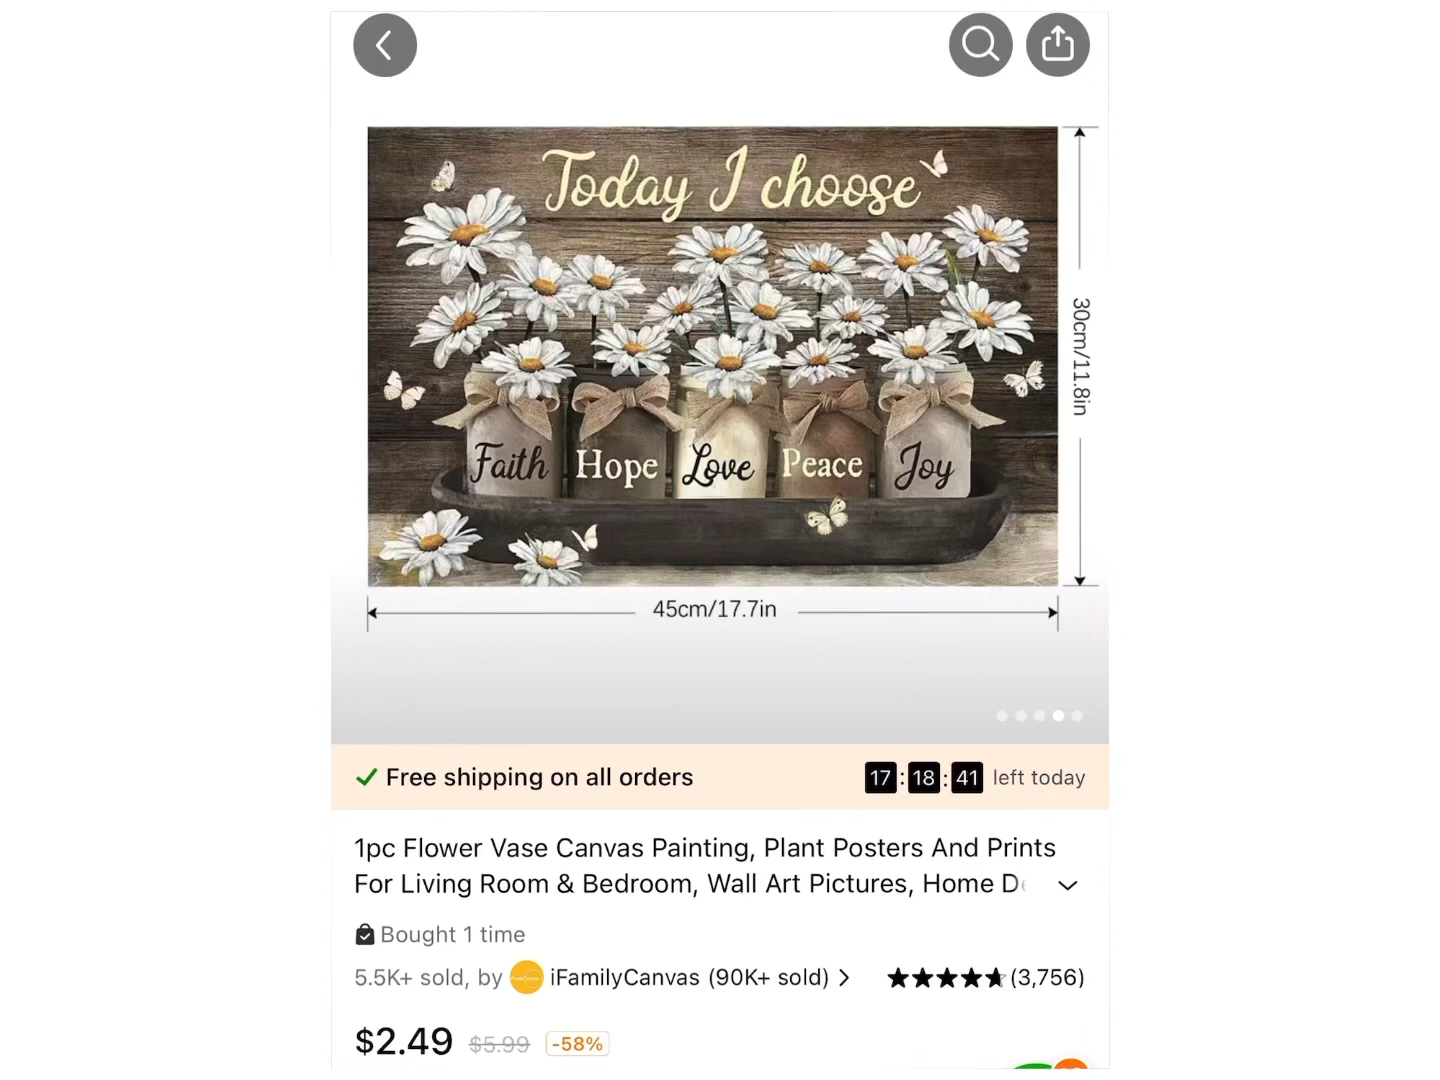 Today I choose
Faith Hope Love Peace Joy
30cm/11.8in
45cm/17.7in
Free shipping on all orders 17:18:41 left today
1pc Flower Vase Canvas Painting, Plant Posters And Prints
For Living Room & Bedroom, Wall Art Pictures, Home
Bought 1 time
5.5K+ sold, by iFamilyCanvas (90K+ sold) (3,756)
$2.49 $5.99 -58%